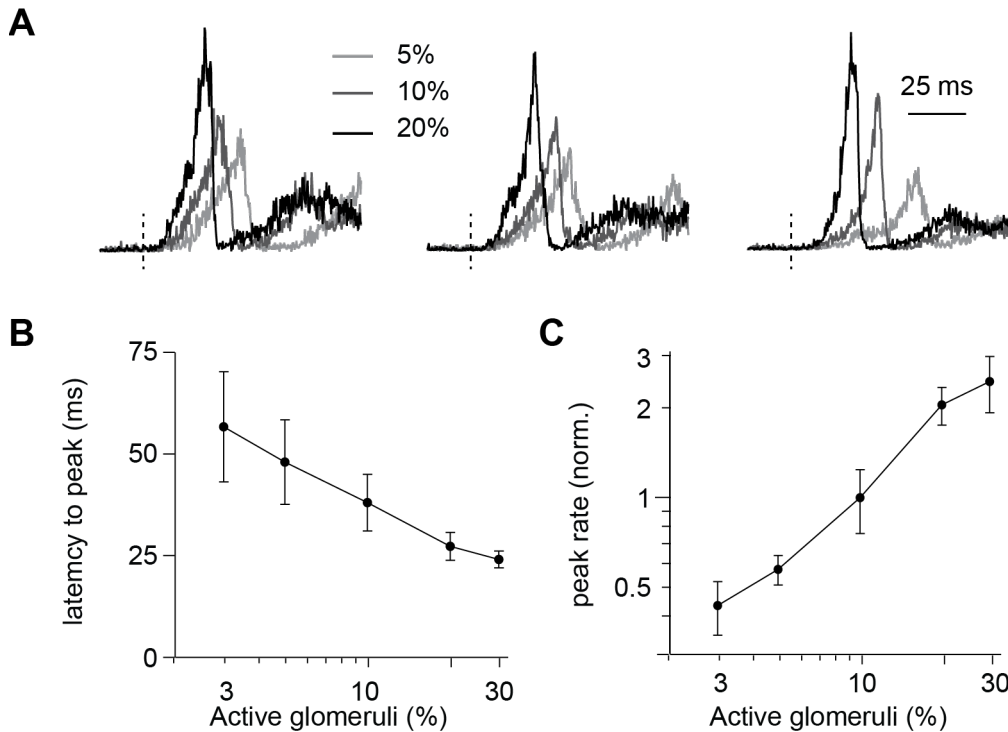 A
5%
10%
20%
25 ms
B
75
50
25
0
latemcy to peak (ms)
3
10
30
Active glomeruli (%)
C
3
2
1
0.5
peak rate (norm.)
3
10
30
Active glomeruli (%)